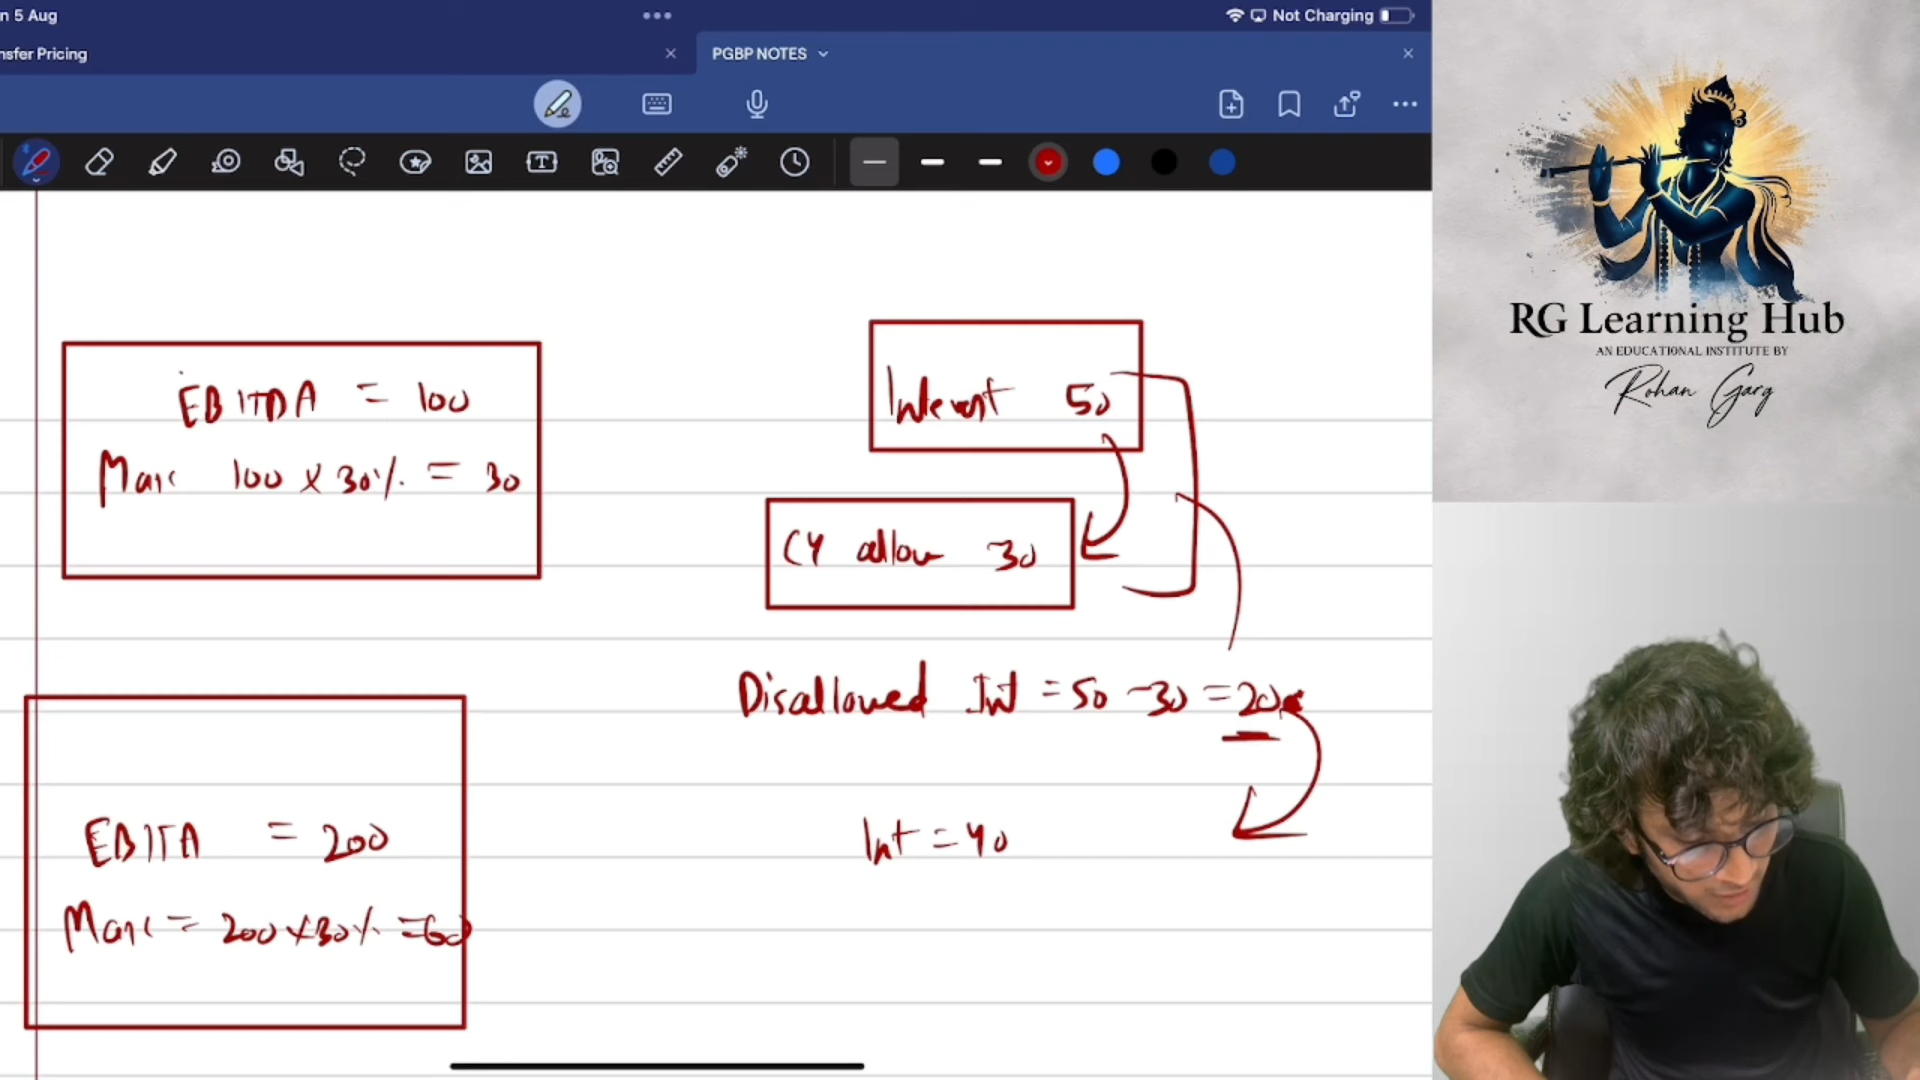 n 5 Aug
Not Charging
nsfer Pricing
PGBP NOTES
EBITDA = 100
Max 100 x 30% = 30
Interest 50
CY allow 30
Disallowed Int = 50 - 30 = 20
EBITA = 200
Max = 200 x 30% = 60
Int = 40
RG Learning Hub
AN EDUCATIONAL INSTITUTE BY
Rohan Garg